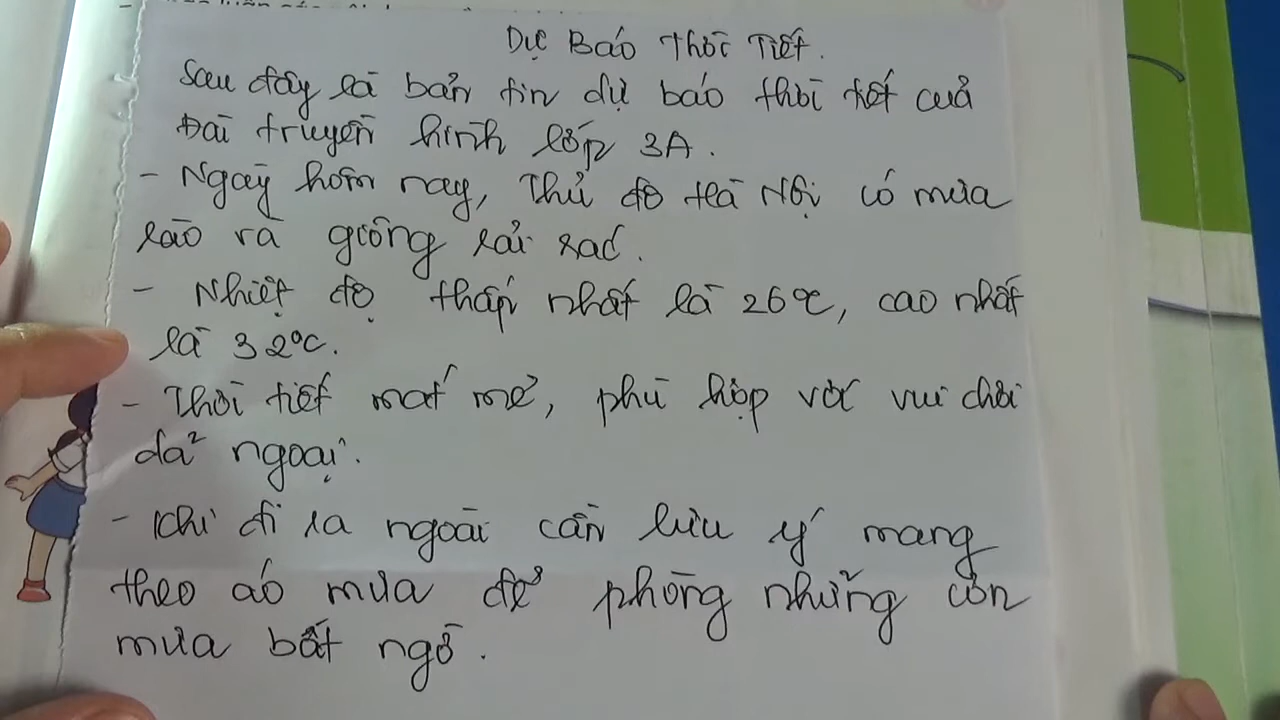 Dự Báo Thời Tiết.
Sau đây là bản tin dự báo thời tiết của
Đài truyền hình lớp 3A.
- Ngày hôm nay, Thủ đô Hà Nội có mưa
rào và giông rải rác.
- Nhiệt độ thấp nhất là 26°C, cao nhất
là 32°C.
- Thời tiết mát mẻ, phù hợp với vui chơi
dã ngoại.
- Khi đi ra ngoài cần lưu ý mang
theo áo mưa để phòng những cơn
mưa bất ngờ.